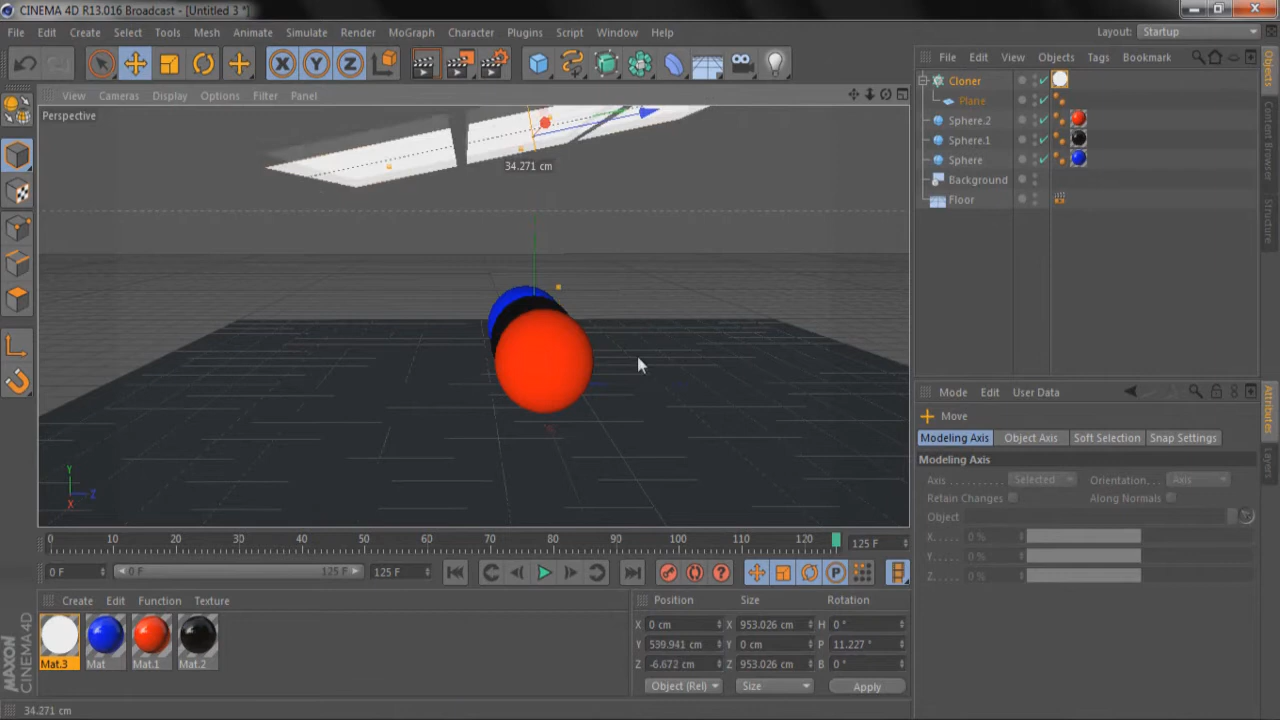 CINEMA 4D R13.016 Broadcast - [Untitled 3 *]
File Edit Create Select Tools Mesh Animate Simulate Render MoGraph Character Plugins Script Window Help
Layout: Startup
View Cameras Display Options Filter Panel
Perspective
34.271 cm
Y
Z
X
File Edit View Objects Tags Bookmark
Cloner
Plane
Sphere.2
Sphere.1
Sphere
Background
Floor
Objects
Content Browser
Structure
Mode Edit User Data
Move
Modeling Axis Object Axis Soft Selection Snap Settings
Modeling Axis
Axis Selected Orientation Axis
Retain Changes Along Normals
Object
X 0 %
Y 0 %
Z 0 %
Attributes
Layers
0 10 20 30 40 50 60 70 80 90 100 110 120 125 F
0 F 0 F 125 F 125 F
Create Edit Function Texture
Mat.3 Mat Mat.1 Mat.2
Position Size Rotation
X 0 cm X 953.026 cm H 0 °
Y 539.941 cm Y 0 cm P 11.227 °
Z -6.672 cm Z 953.026 cm B 0 °
Object (Rel) Size Apply
MAXON CINEMA 4D
34.271 cm